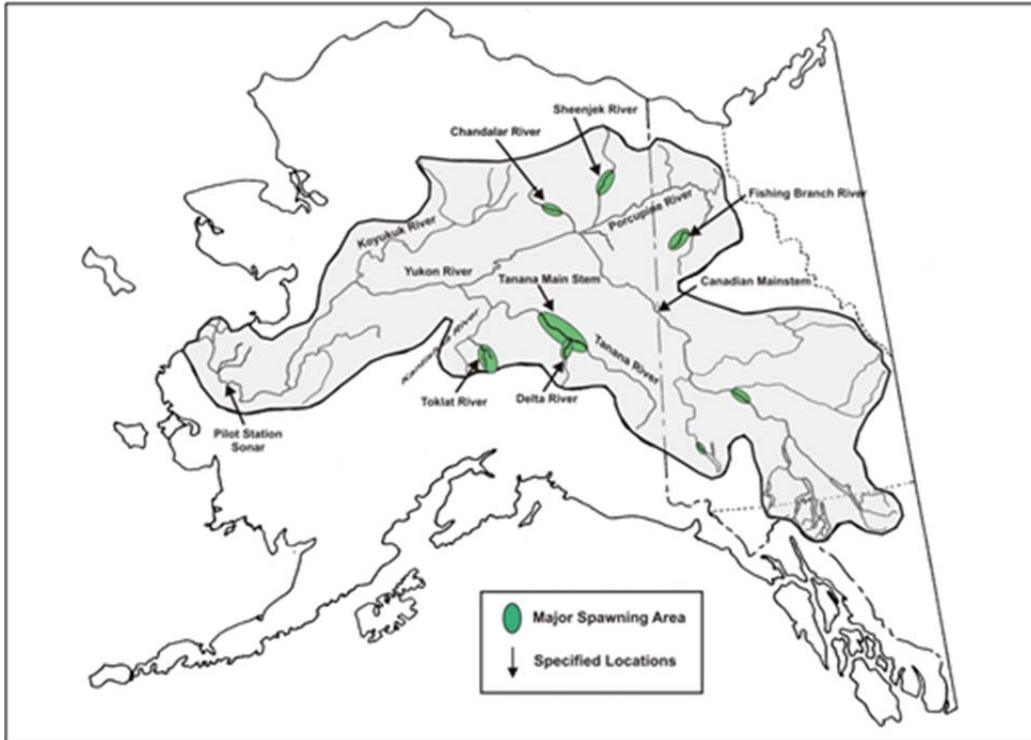 Sheenjek River
Chandalar River
Fishing Branch River
Porcupine River
Koyukuk River
Yukon River
Tanana Main Stem
Canadian Mainstem
Tanana River
Kantishna River
Toklat River
Delta River
Pilot Station
Sonar
Major Spawning Area
Specified Locations